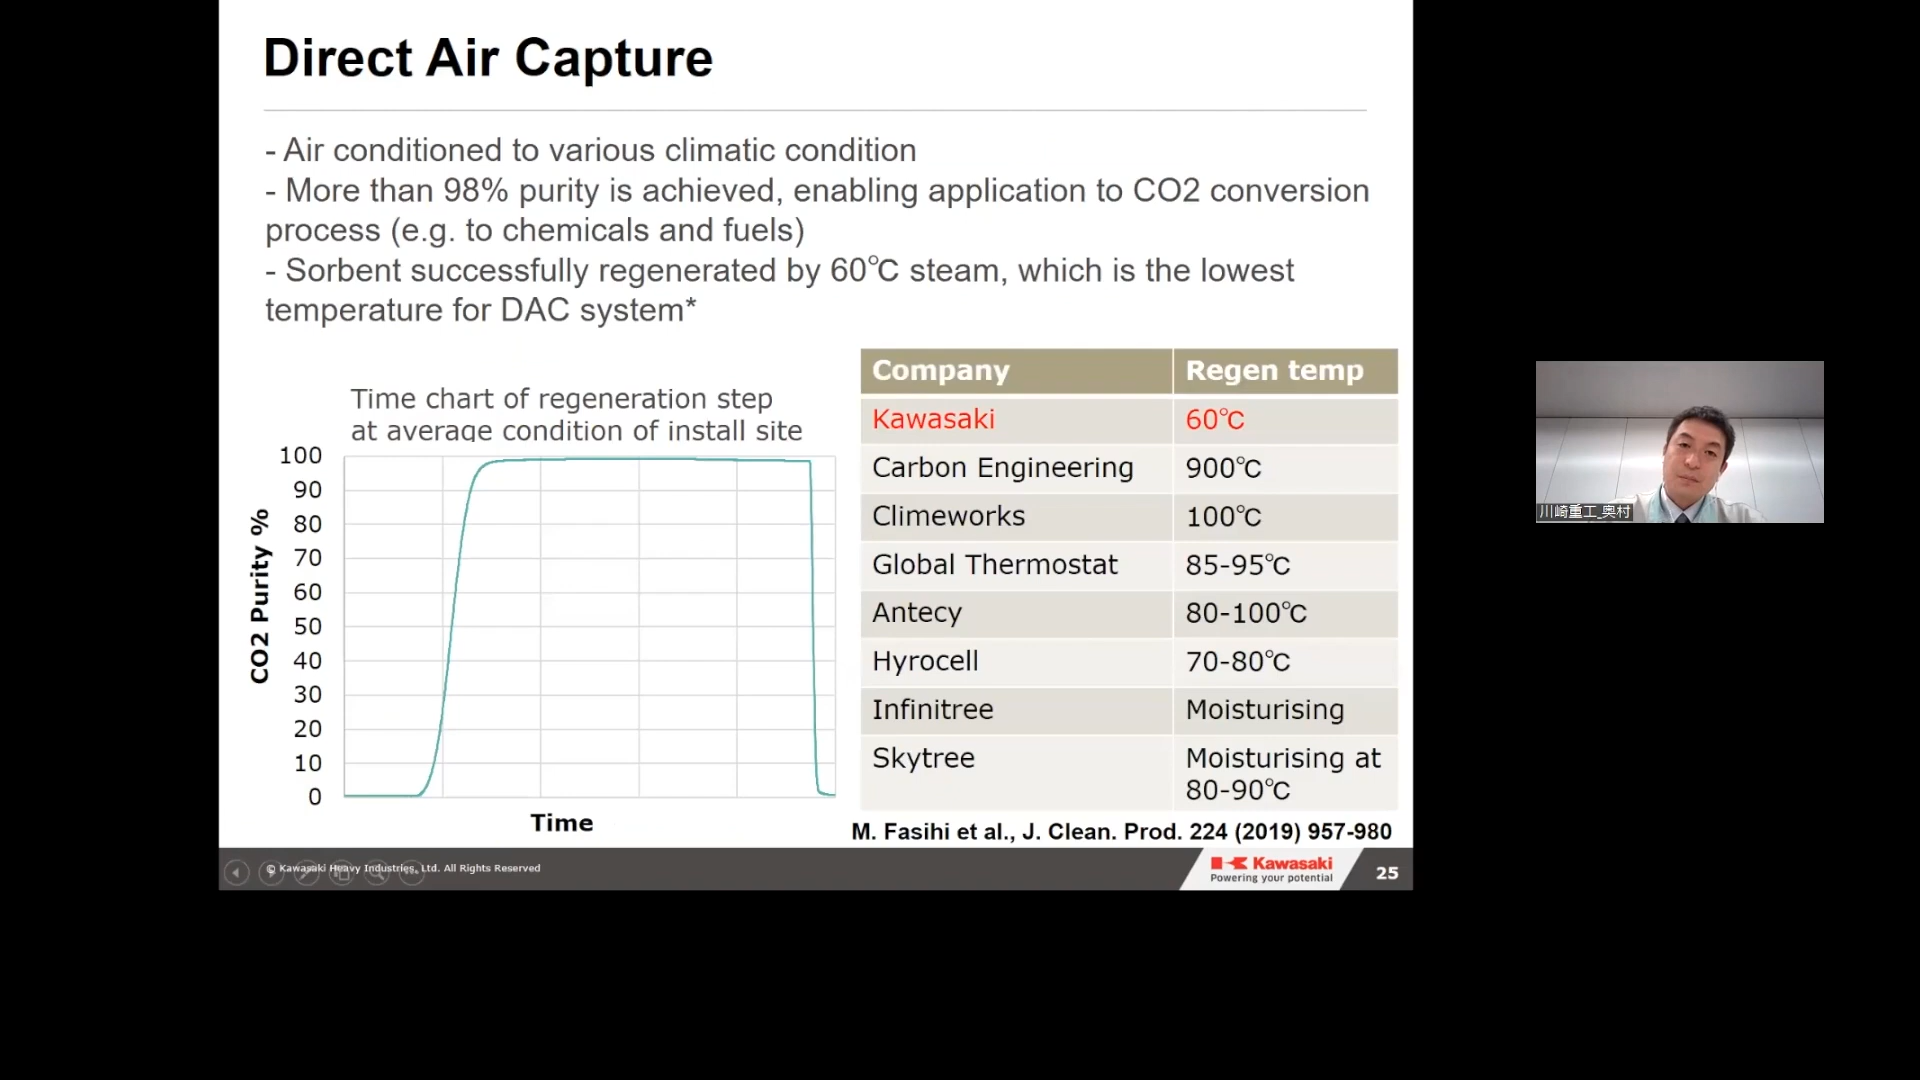 Direct Air Capture
- Air conditioned to various climatic condition
- More than 98% purity is achieved, enabling application to CO2 conversion
process (e.g. to chemicals and fuels)
- Sorbent successfully regenerated by 60℃ steam, which is the lowest
temperature for DAC system*
Time chart of regeneration step
at average condition of install site
CO2 Purity %
100
90
80
70
60
50
40
30
20
10
0
Time
Company Regen temp
Kawasaki 60℃
Carbon Engineering 900℃
Climeworks 100℃
Global Thermostat 85-95℃
Antecy 80-100℃
Hyrocell 70-80℃
Infinitree Moisturising
Skytree Moisturising at
80-90℃
M. Fasihi et al., J. Clean. Prod. 224 (2019) 957-980
© Kawasaki Heavy Industries, Ltd. All Rights Reserved
Kawasaki
Powering your potential
25
川崎重工_奥村